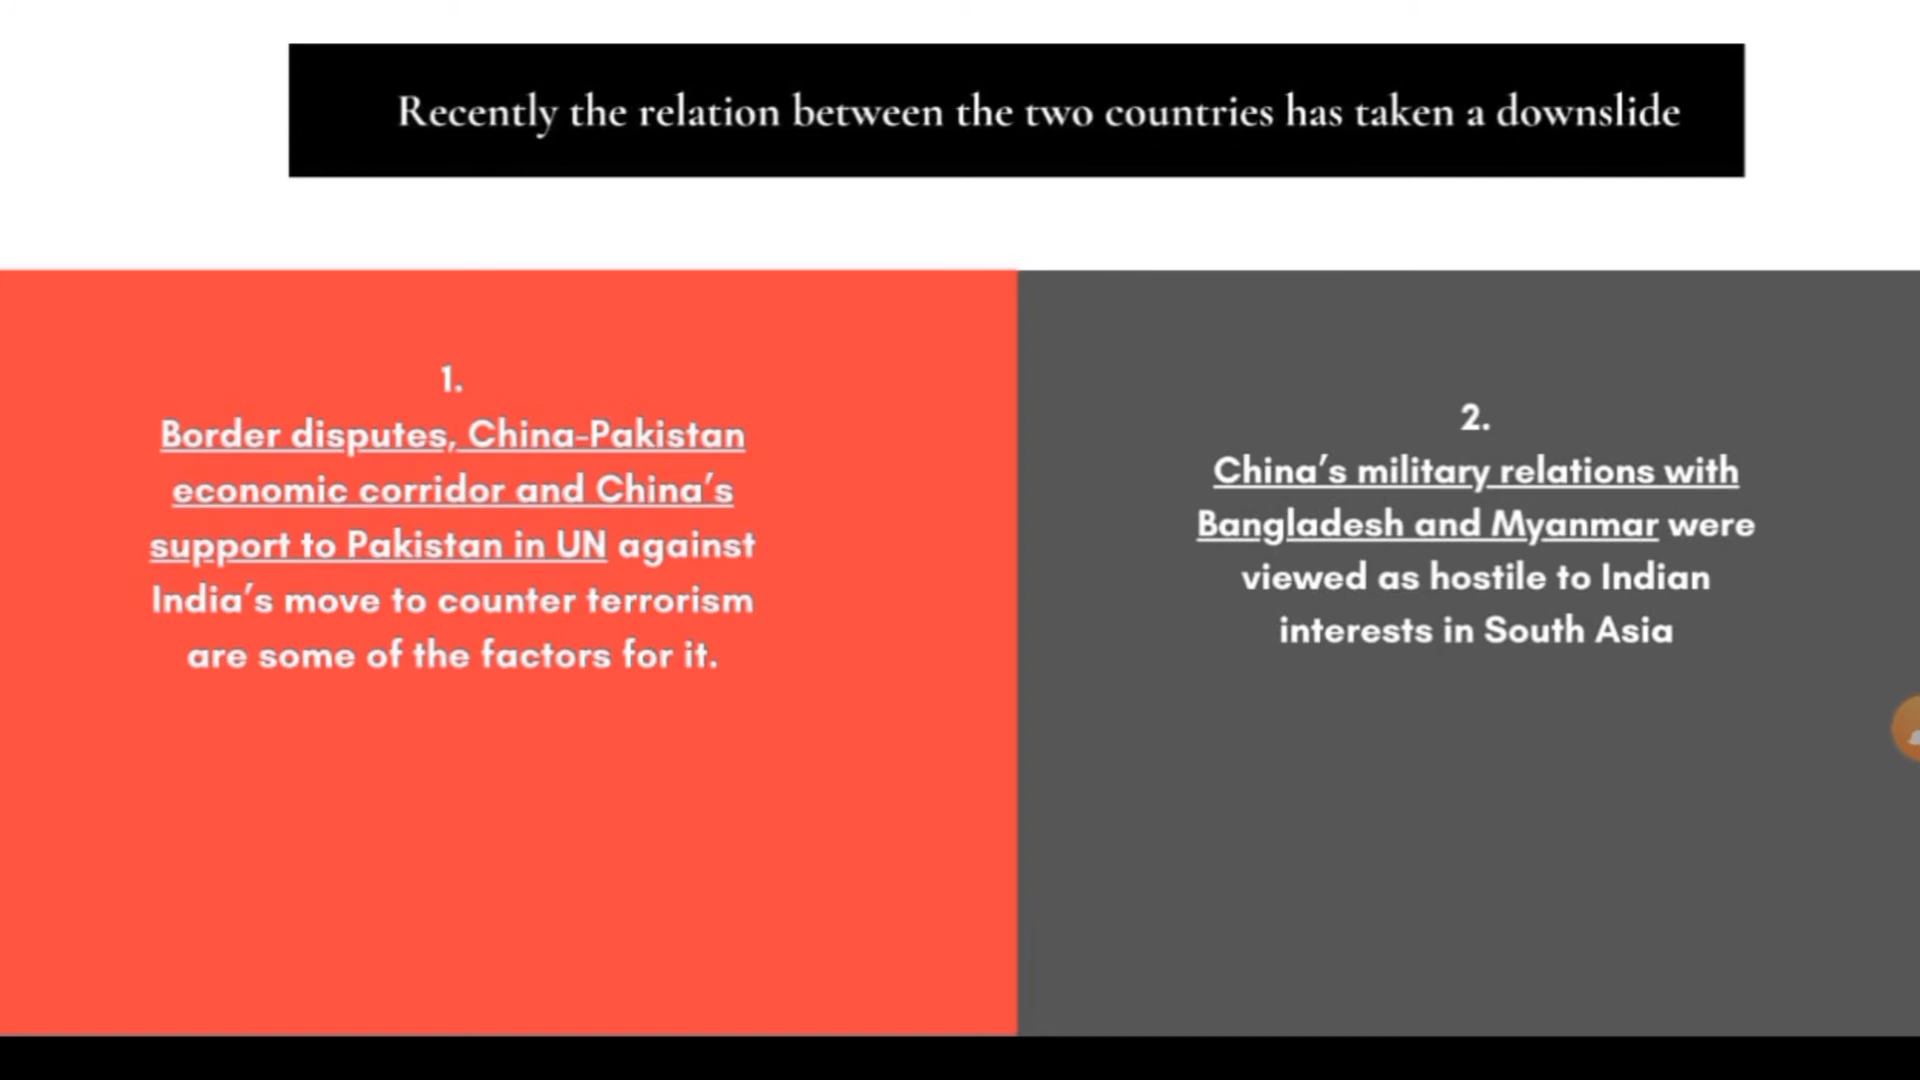 Recently the relation between the two countries has taken a downslide
1.
Border disputes, China-Pakistan
economic corridor and China's
support to Pakistan in UN against
India's move to counter terrorism
are some of the factors for it.
2.
China's military relations with
Bangladesh and Myanmar were
viewed as hostile to Indian
interests in South Asia